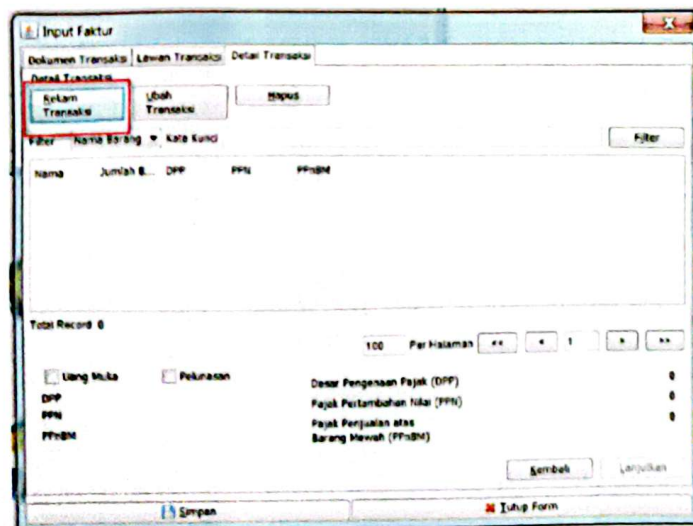 Input Faktur
Dokumen Transaksi Lawan Transaksi Detail Transaksi
Detail Transaksi
Rekam Transaksi Ubah Transaksi Hapus
Filter Nama Barang Kata Kunci Filter
Nama Jumlah B... DPP PPN PPnBM
Total Record 0
100 Per Halaman << < 1 > >>
Uang Muka Pelunasan
Dasar Pengenaan Pajak (DPP) 0
DPP
Pajak Pertambahan Nilai (PPN) 0
PPN
Pajak Penjualan atas Barang Mewah (PPnBM) 0
PPnBM
Kembali Lanjutkan
Simpan Tutup Form